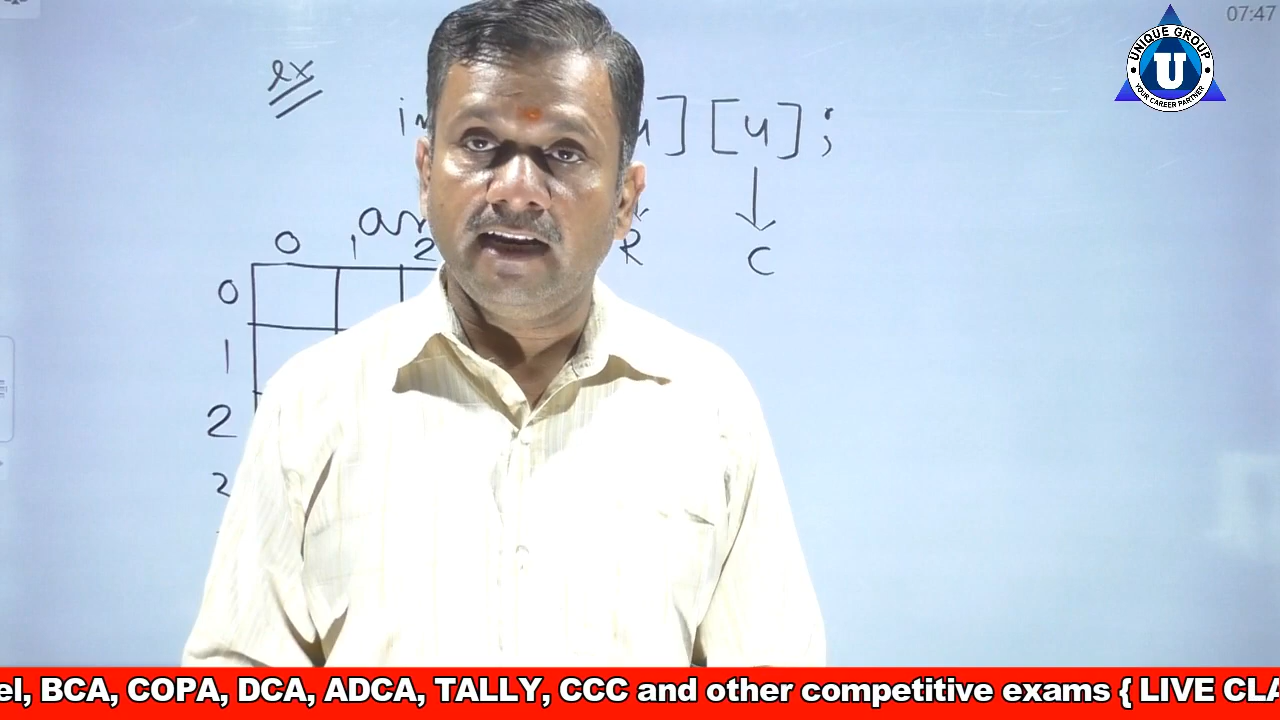 07:47
UNIQUE GROUP
U
YOUR CAREER PARTNER
ex
] [4];
R
C
0 1 2
0
1
2
el, BCA, COPA, DCA, ADCA, TALLY, CCC and other competitive exams { LIVE CLA